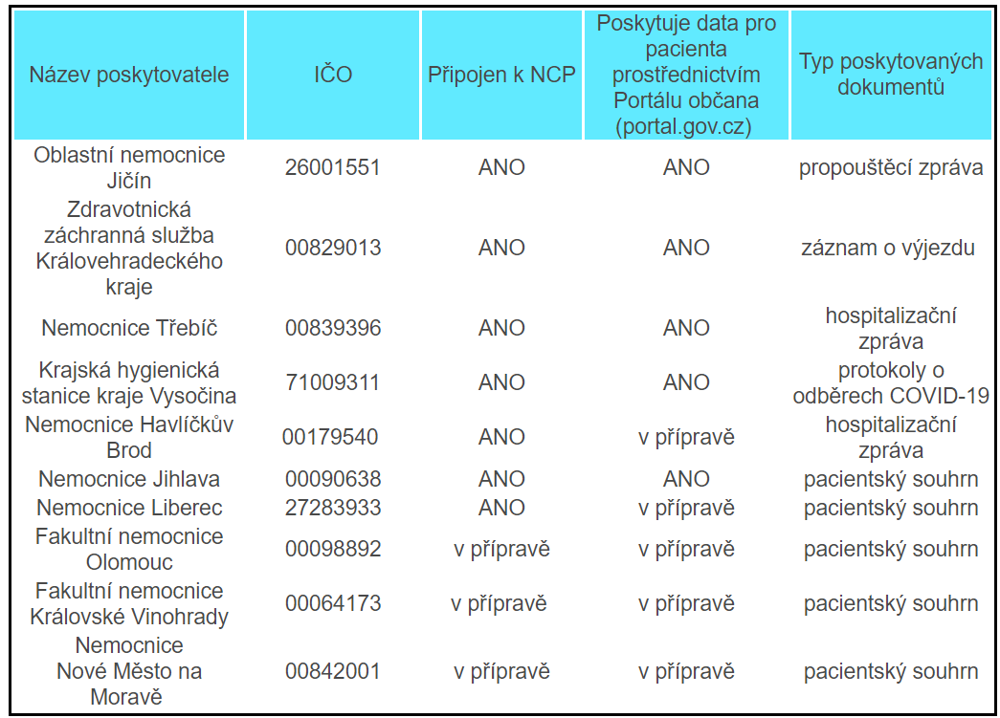 Název poskytovatele IČO Připojen k NCP Poskytuje data pro pacienta prostřednictvím Portálu občana (portal.gov.cz) Typ poskytovaných dokumentů
Oblastní nemocnice
Jičín
26001551 ANO ANO propouštěcí zpráva
Zdravotnická
záchranná služba
Královehradeckého
kraje
00829013 ANO ANO záznam o výjezdu
Nemocnice Třebíč 00839396 ANO ANO hospitalizační
zpráva
Krajská hygienická
stanice kraje Vysočina
71009311 ANO ANO protokoly o
odběrech COVID-19
Nemocnice Havlíčkův
Brod
00179540 ANO v přípravě hospitalizační
zpráva
Nemocnice Jihlava 00090638 ANO ANO pacientský souhrn
Nemocnice Liberec 27283933 ANO v přípravě pacientský souhrn
Fakultní nemocnice
Olomouc
00098892 v přípravě v přípravě pacientský souhrn
Fakultní nemocnice
Královské Vinohrady
00064173 v přípravě v přípravě pacientský souhrn
Nemocnice
Nové Město na
Moravě
00842001 v přípravě v přípravě pacientský souhrn